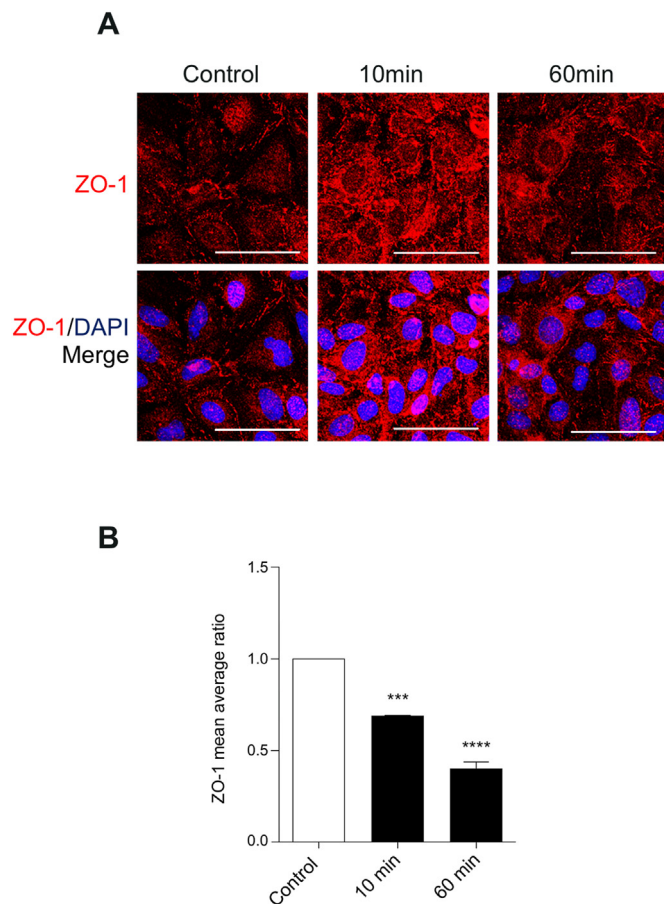 A
Control 10min 60min
ZO-1
ZO-1/DAPI
Merge
B
1.5
1.0
0.5
0.0
ZO-1 mean average ratio
***
****
Control 10 min 60 min